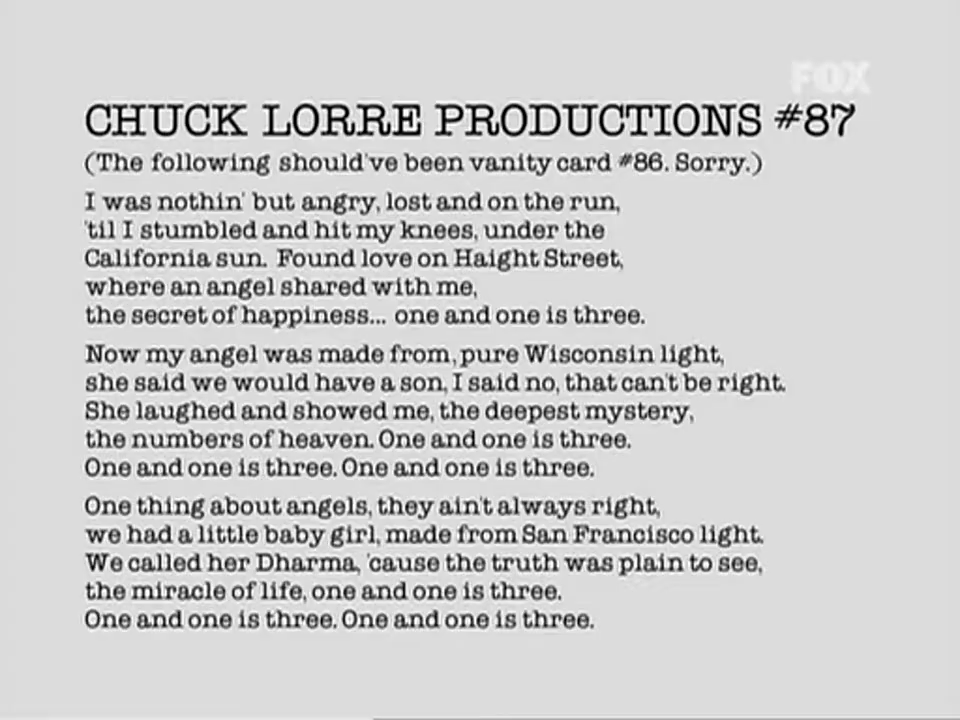 FOX
CHUCK LORRE PRODUCTIONS #87
(The following should've been vanity card #86. Sorry.)
I was nothin' but angry, lost and on the run,
'til I stumbled and hit my knees, under the
California sun. Found love on Haight Street,
where an angel shared with me,
the secret of happiness... one and one is three.
Now my angel was made from, pure Wisconsin light,
she said we would have a son, I said no, that can't be right.
She laughed and showed me, the deepest mystery,
the numbers of heaven. One and one is three.
One and one is three. One and one is three.
One thing about angels, they ain't always right,
we had a little baby girl, made from San Francisco light.
We called her Dharma, 'cause the truth was plain to see,
the miracle of life, one and one is three.
One and one is three. One and one is three.